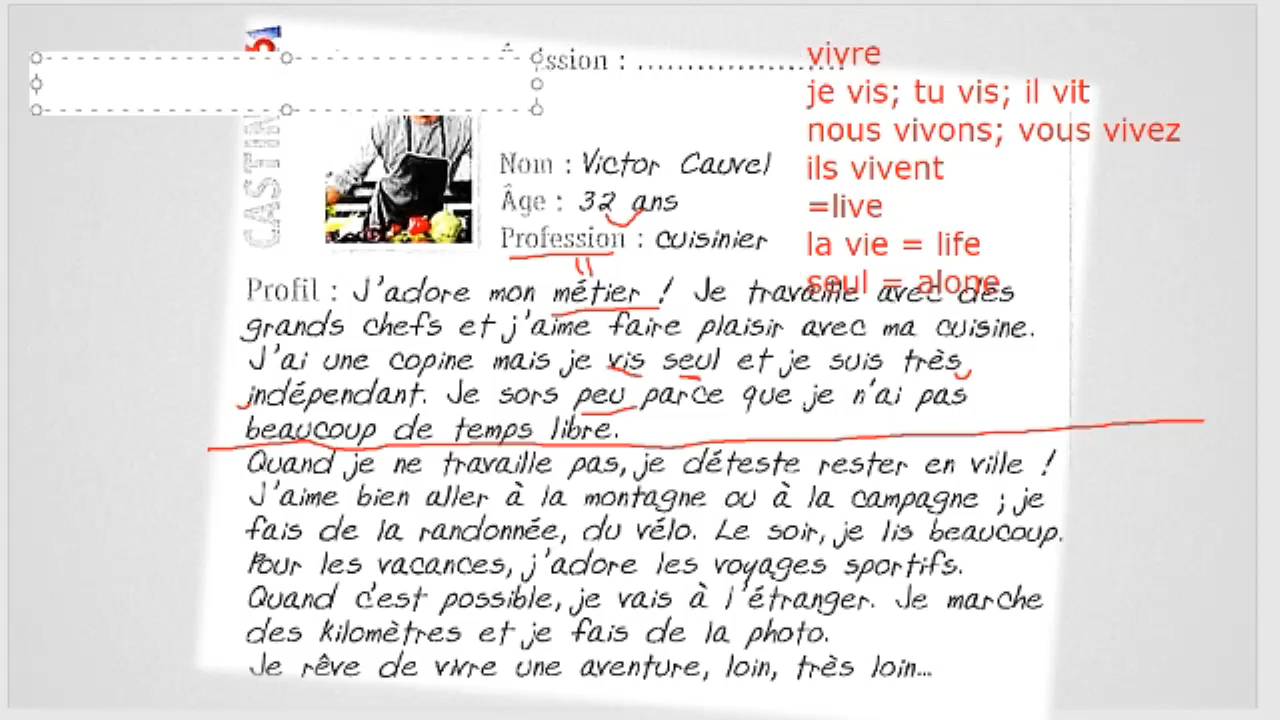 ssion : ........................
vivre
je vis; tu vis; il vit
nous vivons; vous vivez
ils vivent
=live
la vie = life
seul = alone
CASTIN
Nom : Victor Cauvel
Âge : 32 ans
Profession : cuisinier
Profil : J'adore mon métier ! Je travaille avec des
grands chefs et j'aime faire plaisir avec ma cuisine.
J'ai une copine mais je vis seul et je suis très
indépendant. Je sors peu parce que je n'ai pas
beaucoup de temps libre.
Quand je ne travaille pas, je déteste rester en ville !
J'aime bien aller à la montagne ou à la campagne ; je
fais de la randonnée, du vélo. Le soir, je lis beaucoup.
Pour les vacances, j'adore les voyages sportifs.
Quand c'est possible, je vais à l'étranger. Je marche
des kilomètres et je fais de la photo.
Je rêve de vivre une aventure, loin, très loin...